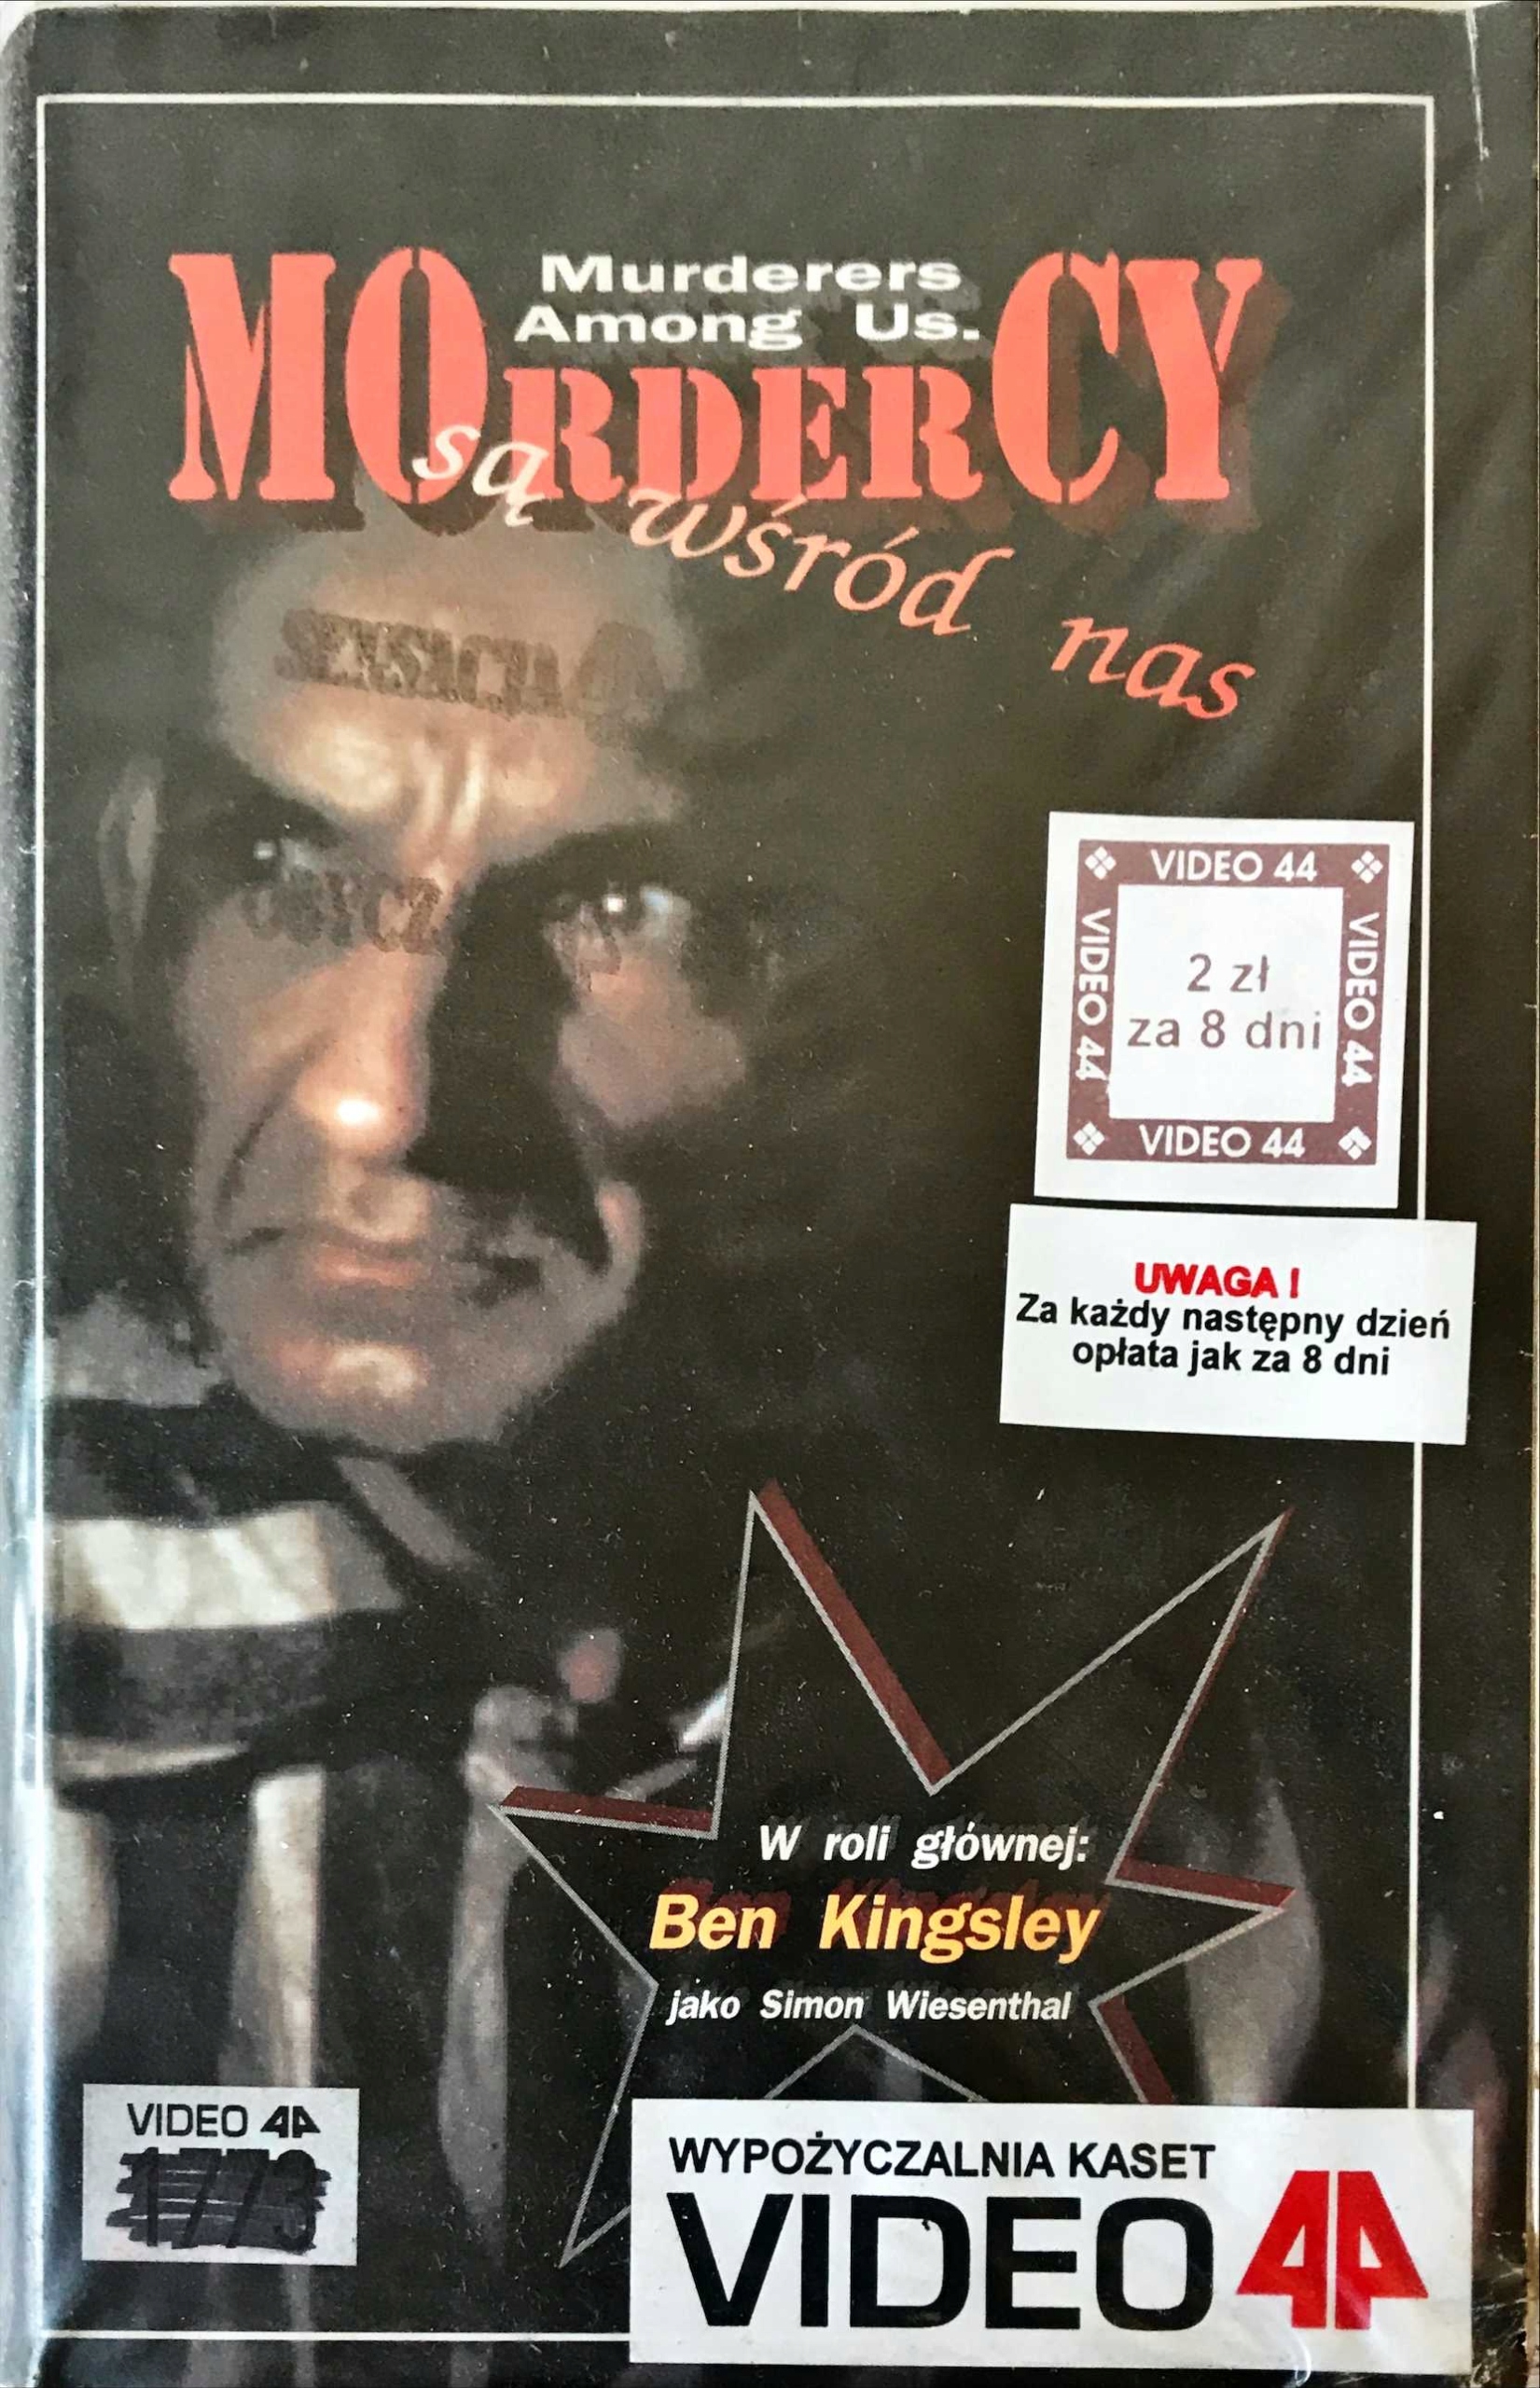 Murderers
Among Us.
MORDERCY
są wśród nas
SENSACJA
VIDEO 44
VIDEO 44
2 zł
za 8 dni
VIDEO 44
VIDEO 44
UWAGA !
Za każdy następny dzień
opłata jak za 8 dni
W roli głównej:
Ben Kingsley
jako Simon Wiesenthal
VIDEO 44
1773
WYPOŻYCZALNIA KASET
VIDEO 44